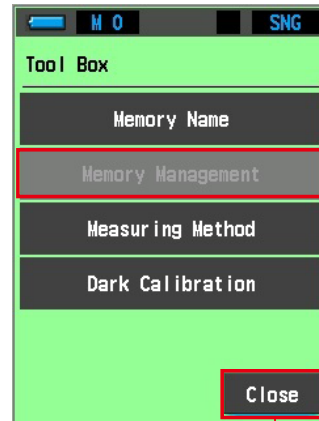 M 0 SNG
Tool Box
Memory Name
Memory Management
Measuring Method
Dark Calibration
Close